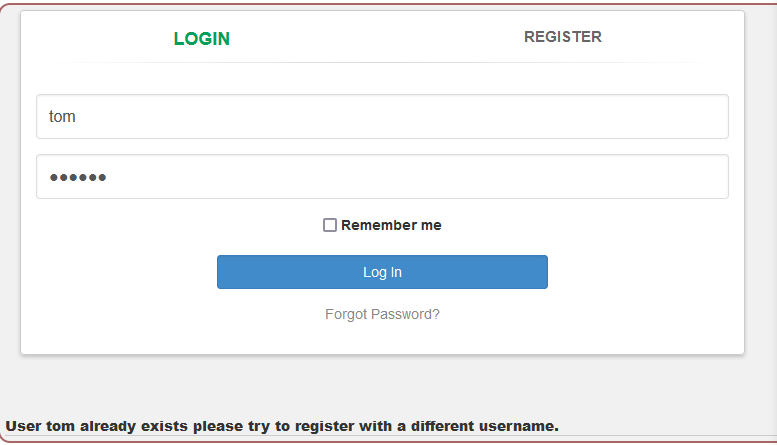 LOGIN
REGISTER
tom
●●●●●●
Remember me
Log In
Forgot Password?
User tom already exists please try to register with a different username.